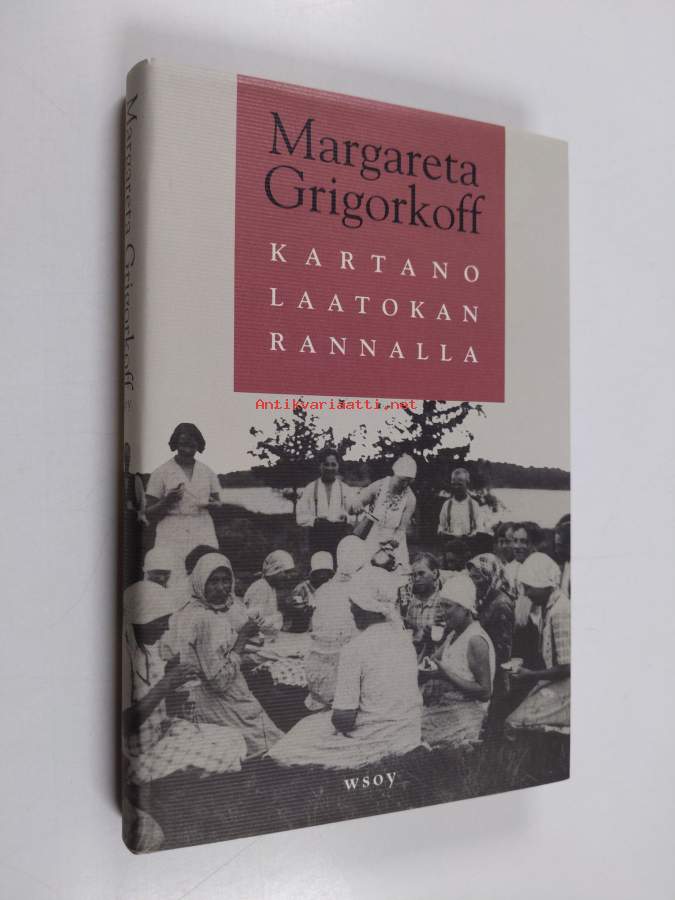 Margareta
Grigorkoff
KARTANO
LAATOKAN
RANNALLA
Antikvariaatti.net
wsoy
Margareta Grigorkoff